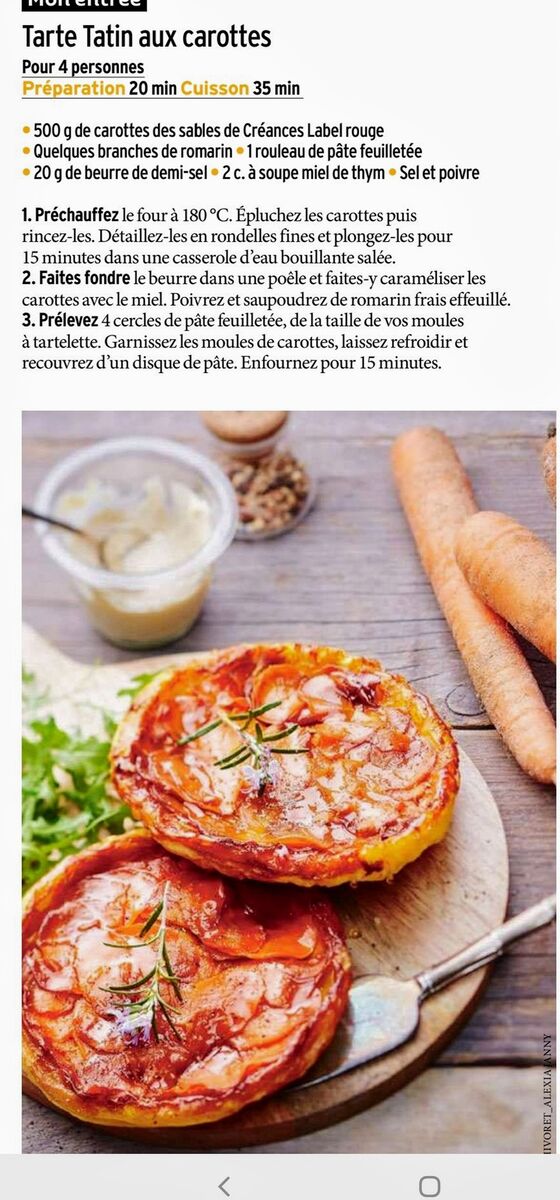 Mon entrée
Tarte Tatin aux carottes
Pour 4 personnes
Préparation 20 min Cuisson 35 min
• 500 g de carottes des sables de Créances Label rouge
• Quelques branches de romarin • 1 rouleau de pâte feuilletée
• 20 g de beurre de demi-sel • 2 c. à soupe miel de thym • Sel et poivre
1. Préchauffez le four à 180 °C. Épluchez les carottes puis
rincez-les. Détaillez-les en rondelles fines et plongez-les pour
15 minutes dans une casserole d'eau bouillante salée.
2. Faites fondre le beurre dans une poêle et faites-y caraméliser les
carottes avec le miel. Poivrez et saupoudrez de romarin frais effeuillé.
3. Prélevez 4 cercles de pâte feuilletée, de la taille de vos moules
à tartelette. Garnissez les moules de carottes, laissez refroidir et
recouvrez d'un disque de pâte. Enfournez pour 15 minutes.